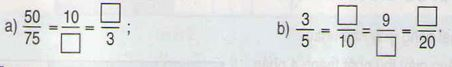 a) 50/75 = 10/□ = □/3 ; b) 3/5 = □/10 = 9/□ = □/20.